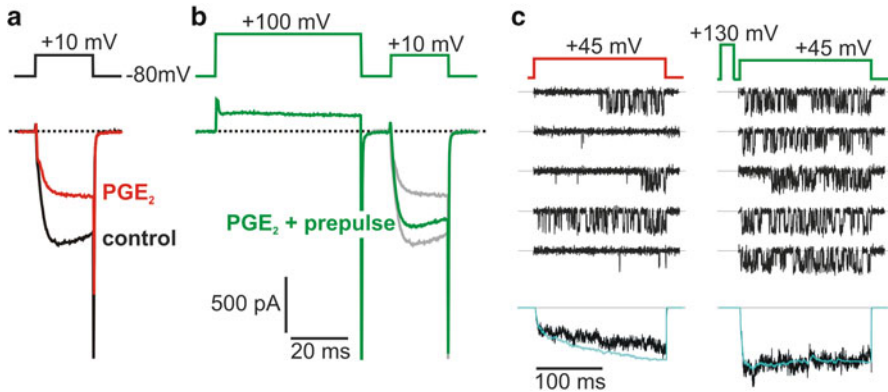 a
+10 mV
-80mV
PGE₂
control
b
+100 mV
+10 mV
PGE₂ + prepulse
500 pA
20 ms
c
+45 mV
+130 mV
+45 mV
100 ms